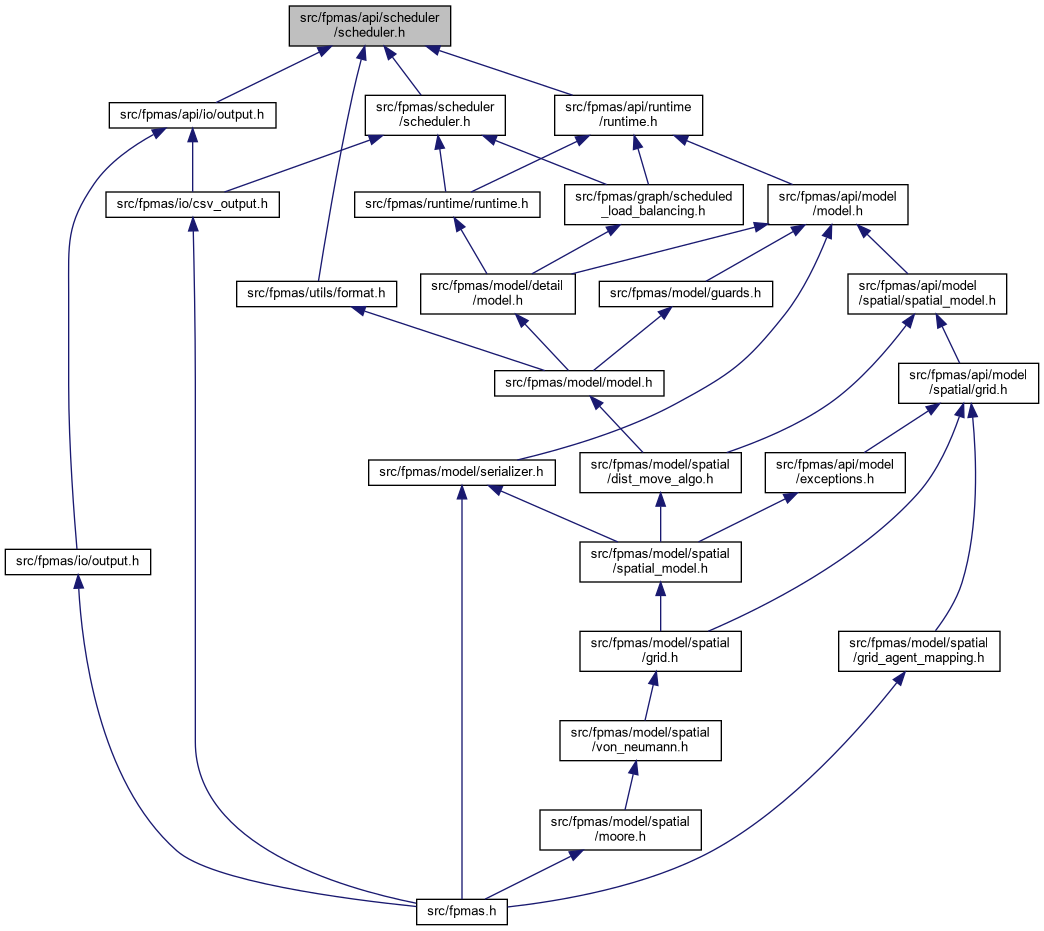 src/fpmas/api/scheduler
/scheduler.h
src/fpmas/api/io/output.h
src/fpmas/scheduler
/scheduler.h
src/fpmas/api/runtime
/runtime.h
src/fpmas/io/csv_output.h
src/fpmas/runtime/runtime.h
src/fpmas/graph/scheduled
_load_balancing.h
src/fpmas/api/model
/model.h
src/fpmas/utils/format.h
src/fpmas/model/detail
/model.h
src/fpmas/model/guards.h
src/fpmas/api/model
/spatial/spatial_model.h
src/fpmas/model/model.h
src/fpmas/api/model
/spatial/grid.h
src/fpmas/model/serializer.h
src/fpmas/model/spatial
/dist_move_algo.h
src/fpmas/api/model
/exceptions.h
src/fpmas/io/output.h
src/fpmas/model/spatial
/spatial_model.h
src/fpmas/model/spatial
/grid.h
src/fpmas/model/spatial
/grid_agent_mapping.h
src/fpmas/model/spatial
/von_neumann.h
src/fpmas/model/spatial
/moore.h
src/fpmas.h